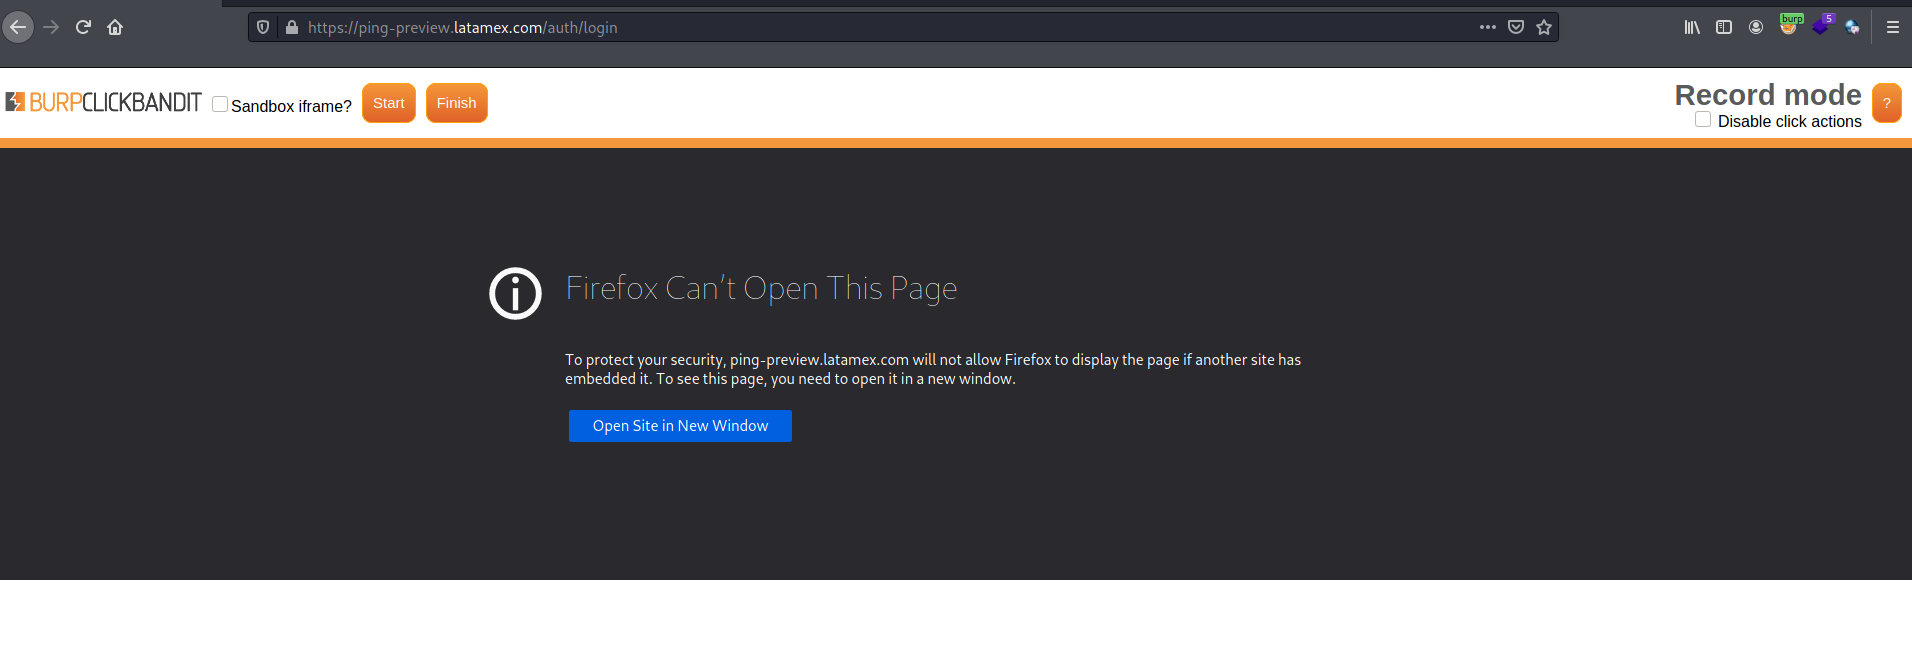 https://ping-preview.latamex.com/auth/login
burp
5
BURPCLICKBANDIT
Sandbox iframe?
Start
Finish
Record mode
Disable click actions
?
Firefox Can't Open This Page
To protect your security, ping-preview.latamex.com will not allow Firefox to display the page if another site has
embedded it. To see this page, you need to open it in a new window.
Open Site in New Window